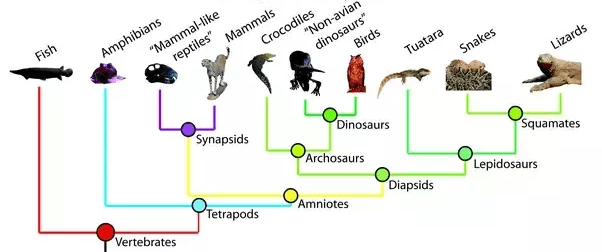 Fish
Amphibians
"Mammal-like
reptiles"
Mammals
Crocodiles
"Non-avian
dinosaurs"
Birds
Tuatara
Snakes
Lizards
Dinosaurs
Squamates
Synapsids
Archosaurs
Lepidosaurs
Diapsids
Amniotes
Tetrapods
Vertebrates